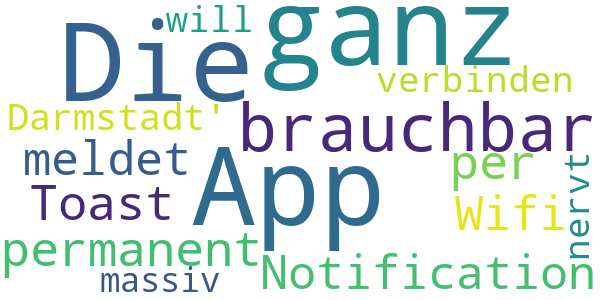 will
Die ganz
verbinden
Darmstadt' brauchbar
meldet App per nervt
Toast Wifi
permanent Notification
massiv